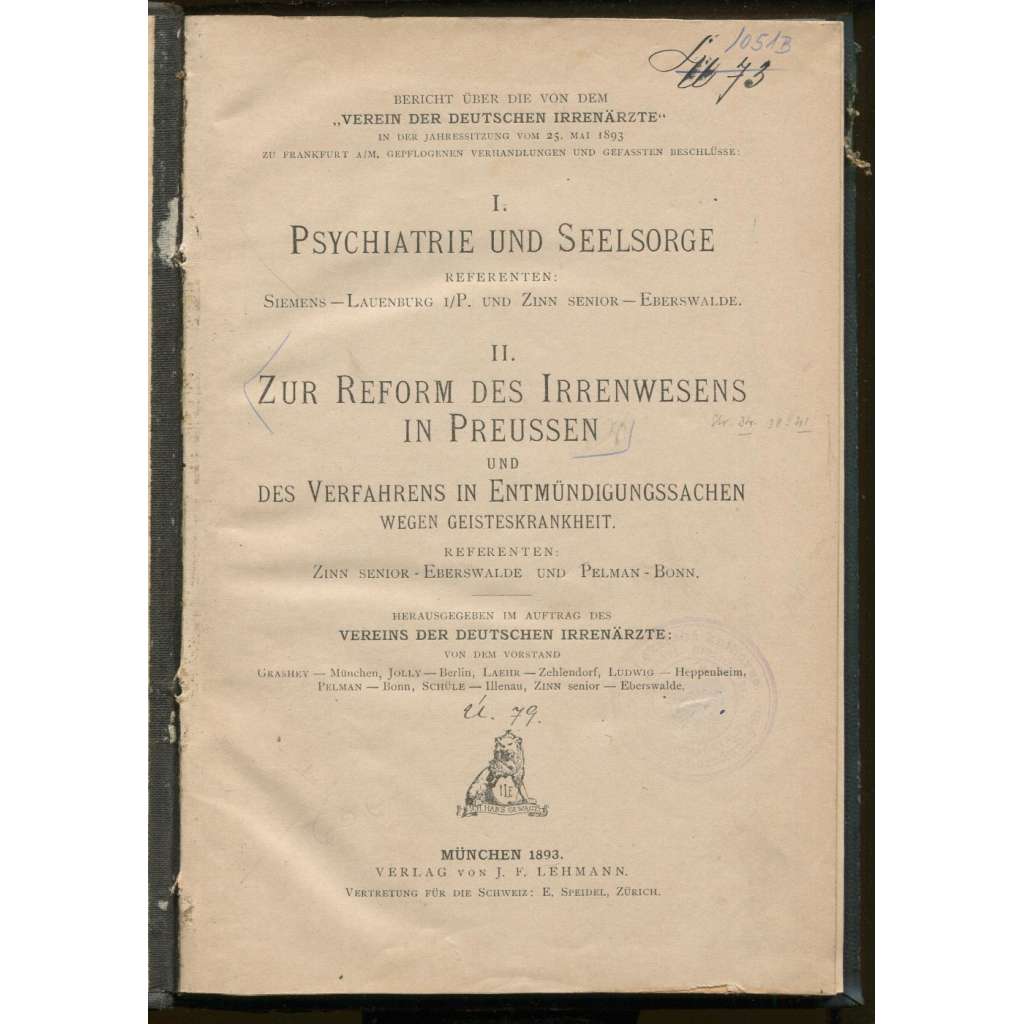 1051B
73
BERICHT ÜBER DIE VON DEM
„VEREIN DER DEUTSCHEN IRRENÄRZTE“
IN DER JAHRESSITZUNG VOM 25. MAI 1893
ZU FRANKFURT A/M. GEPFLOGENEN VERHANDLUNGEN UND GEFASSTEN BESCHLÜSSE:
I.
PSYCHIATRIE UND SEELSORGE
REFERENTEN:
SIEMENS — LAUENBURG I/P. UND ZINN SENIOR — EBERSWALDE.
II.
ZUR REFORM DES IRRENWESENS
IN PREUSSEN
UND
DES VERFAHRENS IN ENTMÜNDIGUNGSSACHEN
WEGEN GEISTESKRANKHEIT.
REFERENTEN:
ZINN SENIOR - EBERSWALDE UND PELMAN - BONN.
HERAUSGEGEBEN IM AUFTRAG DES
VEREINS DER DEUTSCHEN IRRENÄRZTE:
VON DEM VORSTAND
GRASHEY — München, JOLLY — Berlin, LAEHR — Zehlendorf, LUDWIG — Heppenheim,
PELMAN — Bonn, SCHÜLE — Illenau, ZINN senior — Eberswalde.
79.
MÜNCHEN 1893.
VERLAG VON J. F. LEHMANN.
VERTRETUNG FÜR DIE SCHWEIZ: E. SPEIDEL, ZÜRICH.